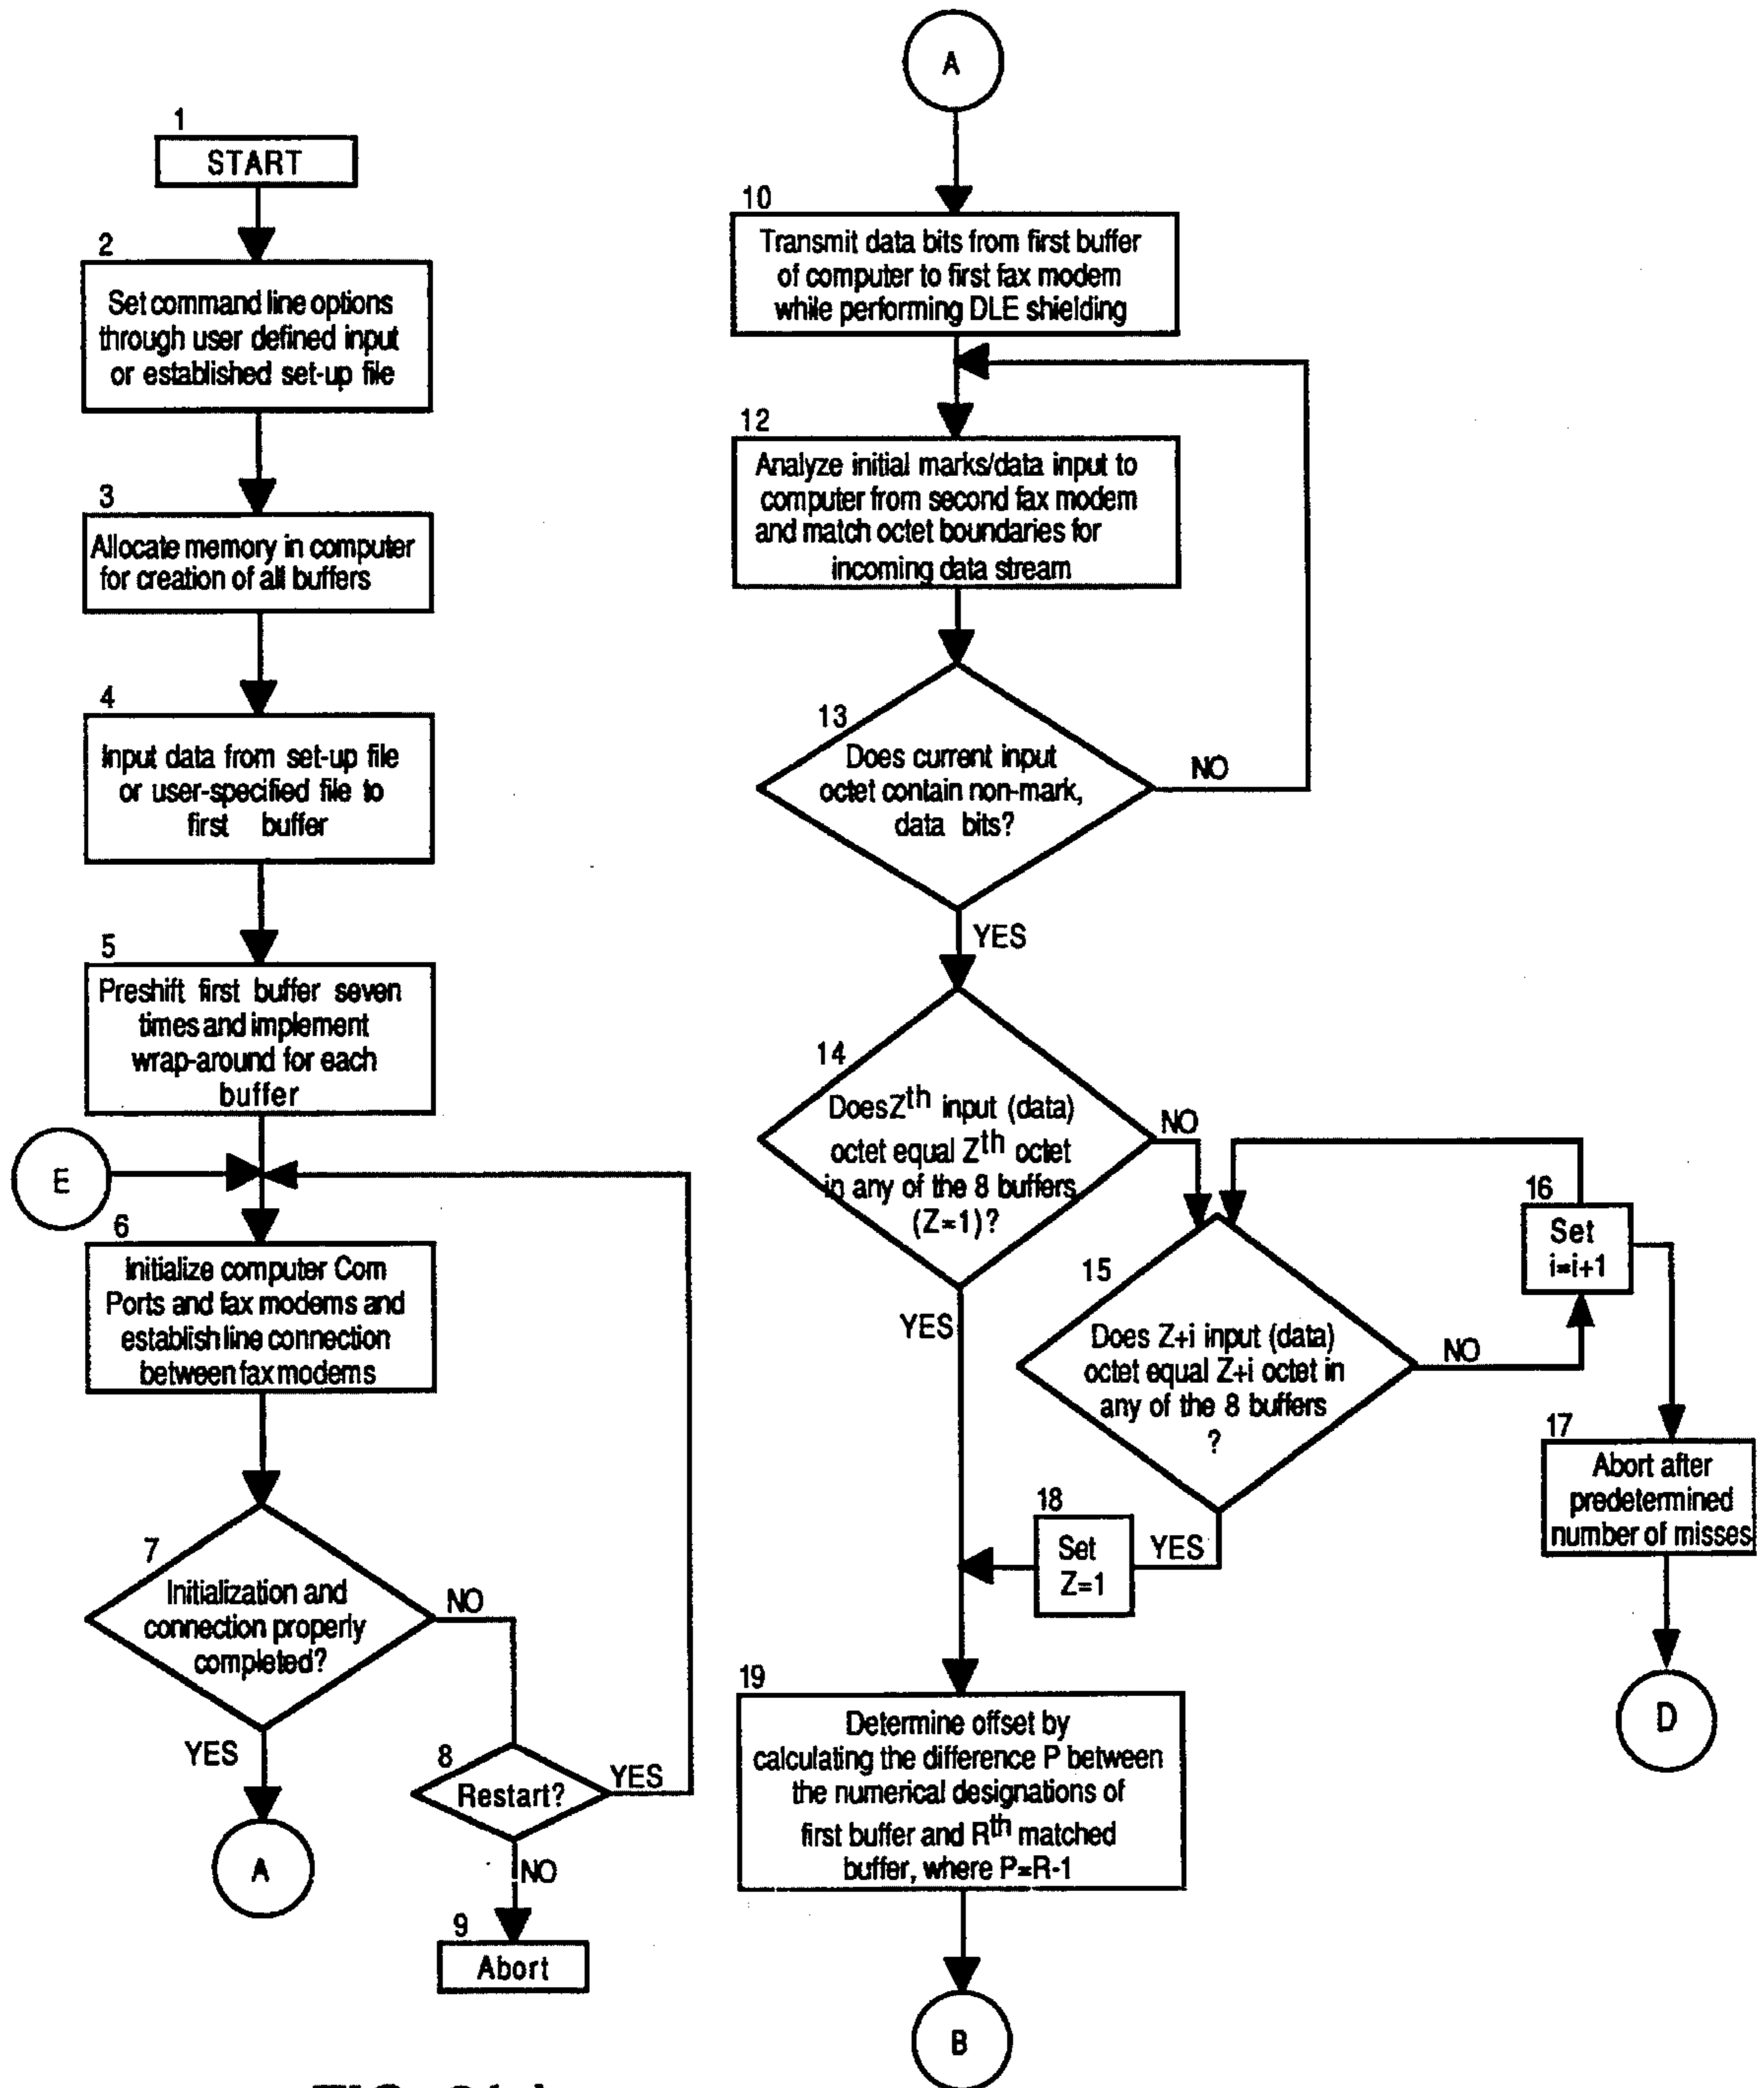 1
START
2
Set command line options
through user defined input
or established set-up file
3
Allocate memory in computer
for creation of all buffers
4
Input data from set-up file
or user-specified file to
first buffer
5
Preshift first buffer seven
times and implement
wrap-around for each
buffer
E
6
Initialize computer Com
Ports and fax modems and
establish line connection
between fax modems
7
Initialization and
connection properly
completed?
NO
YES
8
Restart?
YES
NO
A
9
Abort
A
10
Transmit data bits from first buffer
of computer to first fax modem
while performing DLE shielding
12
Analyze initial marks/data input to
computer from second fax modem
and match octet boundaries for
incoming data stream
13
Does current input
octet contain non-mark,
data bits?
NO
YES
14
Does Zth input (data)
octet equal Zth octet
in any of the 8 buffers
(Z=1)?
NO
YES
15
Does Z+i input (data)
octet equal Z+i octet in
any of the 8 buffers
?
NO
YES
16
Set
i=i+1
17
Abort after
predetermined
number of misses
D
18
Set
Z=1
19
Determine offset by
calculating the difference P between
the numerical designations of
first buffer and Rth matched
buffer, where P=R-1
B